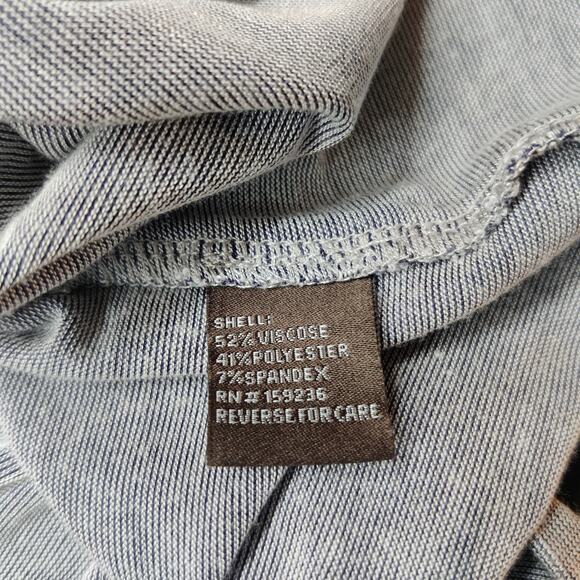 SHELL:
52% VISCOSE
41% POLYESTER
7% SPANDEX
RN# 159236
REVERSE FOR CARE